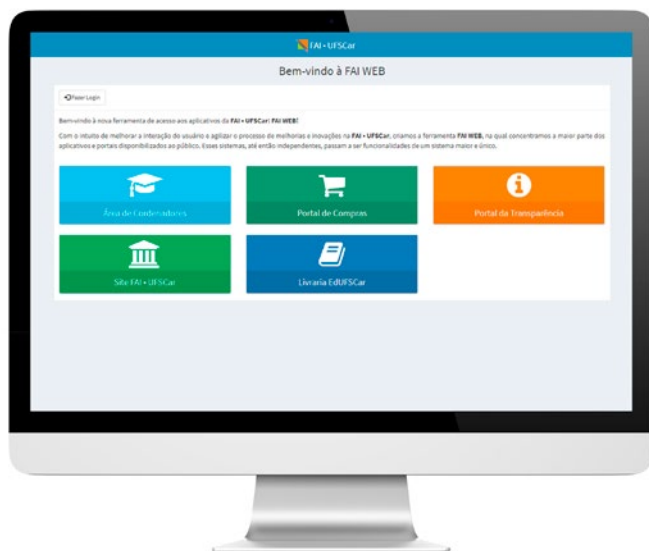 FAI • UFSCar
Bem-vindo à FAI WEB
Fazer Login
Bem-vindo à nova ferramenta de acesso aos aplicativos da FAI • UFSCar: FAI WEB!
Com o intuito de melhorar a interação do usuário e agilizar o processo de melhorias e inovações na FAI • UFSCar, criamos a ferramenta FAI WEB, na qual concentramos a maior parte dos
aplicativos e portais disponibilizados ao público. Esses sistemas, até então independentes, passam a ser funcionalidades de um sistema maior e único.
Área de Cordenadores
Portal de Compras
Portal da Transparência
Site FAI • UFSCar
Livraria EdUFSCar